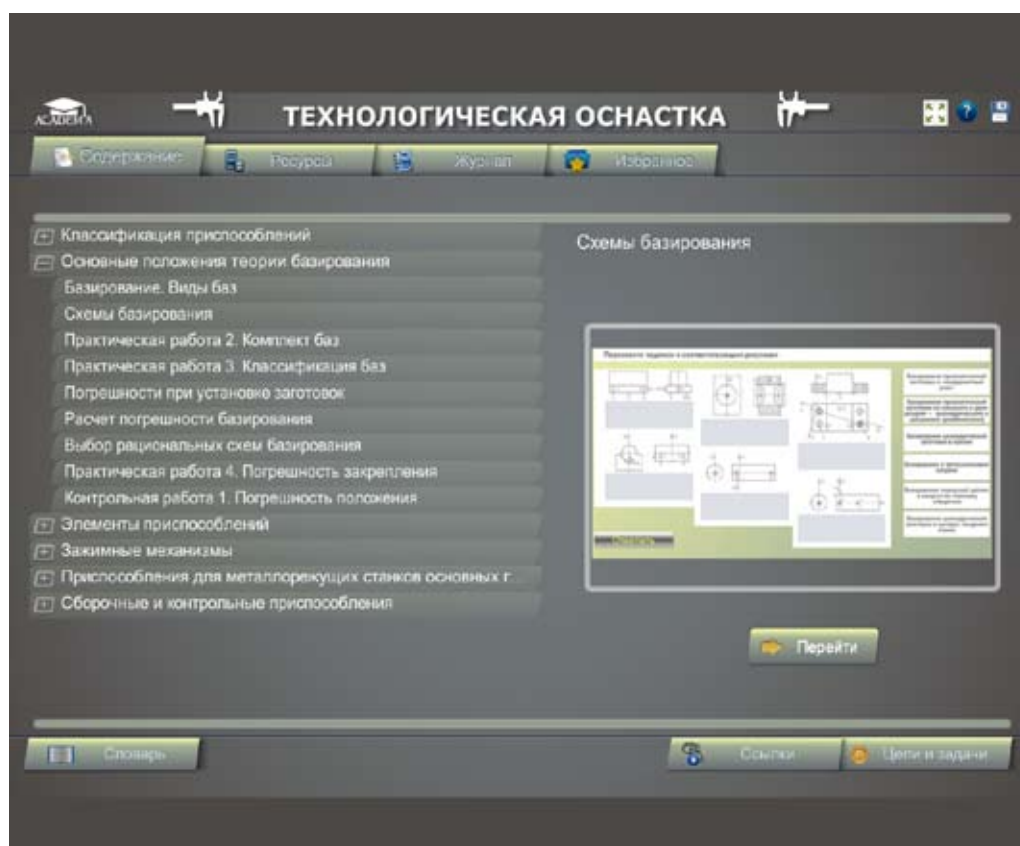 ACADEMA
ТЕХНОЛОГИЧЕСКАЯ ОСНАСТКА
Содержание
Ресурсы
Журнал
Избранное
Классификация приспособлений
Основные положения теории базирования
Базирование. Виды баз
Схемы базирования
Практическая работа 2. Комплект баз
Практическая работа 3. Классификация баз
Погрешности при установке заготовок
Расчет погрешности базирования
Выбор рациональных схем базирования
Практическая работа 4. Погрешность закрепления
Контрольная работа 1. Погрешность положения
Элементы приспособлений
Зажимные механизмы
Приспособления для металлорежущих станков основных г
Сборочные и контрольные приспособления
Схемы базирования
Ответить
Перейти
Словарь
Ссылки
Цели и задачи